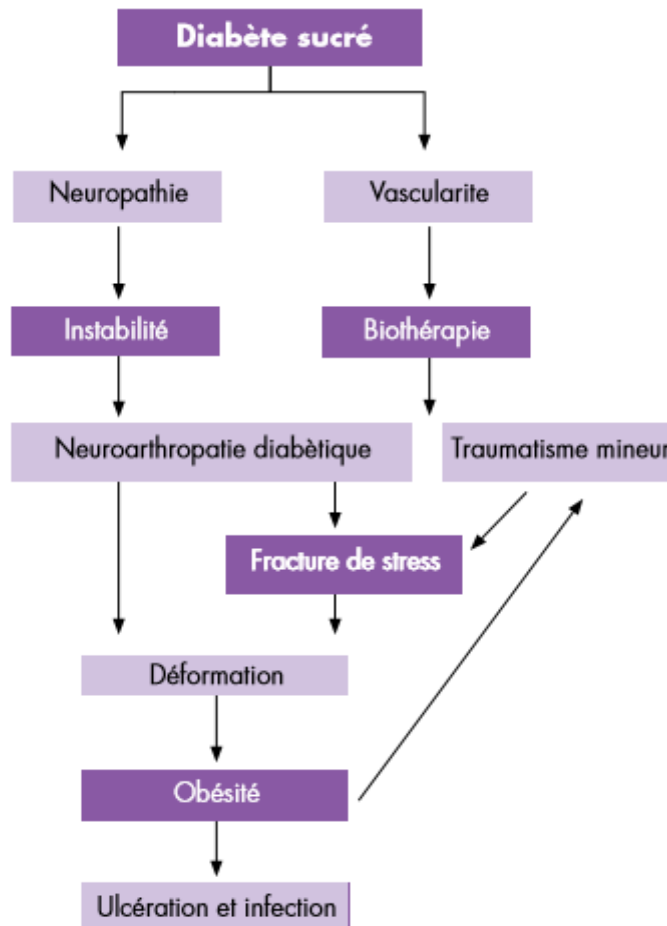 Diabète sucré
Neuropathie
Vascularite
Instabilité
Biothérapie
Neuroarthropatie diabètique
Traumatisme mineur
Fracture de stress
Déformation
Obésité
Ulcération et infection